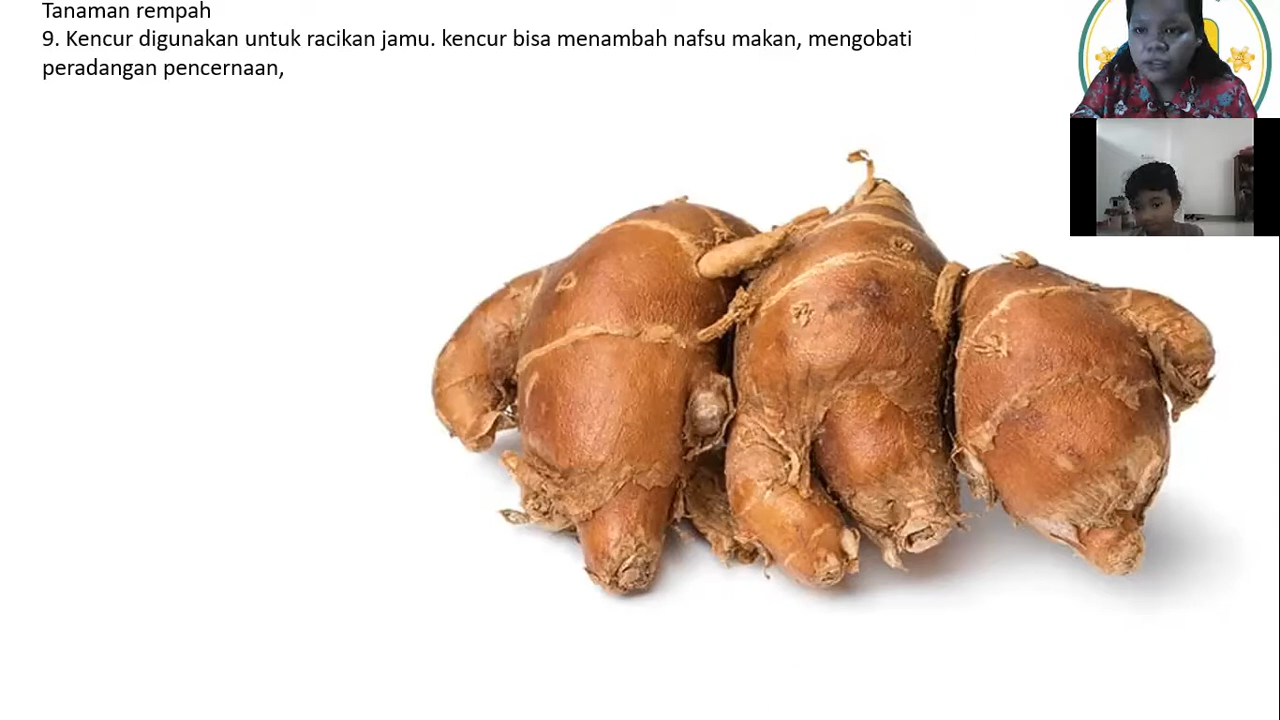 Tanaman rempah
9. Kencur digunakan untuk racikan jamu. kencur bisa menambah nafsu makan, mengobati
peradangan pencernaan,